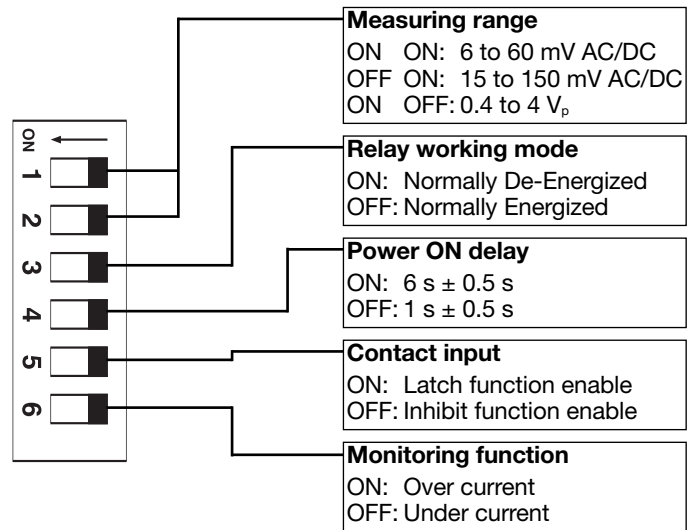 Measuring range
ON ON: 6 to 60 mV AC/DC
OFF ON: 15 to 150 mV AC/DC
ON OFF: 0.4 to 4 Vₚ
Relay working mode
ON: Normally De-Energized
OFF: Normally Energized
Power ON delay
ON: 6 s ± 0.5 s
OFF: 1 s ± 0.5 s
Contact input
ON: Latch function enable
OFF: Inhibit function enable
Monitoring function
ON: Over current
OFF: Under current
ON
1
2
3
4
5
6